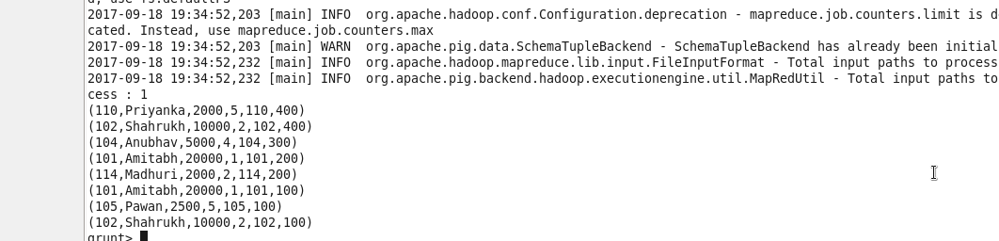 2017-09-18 19:34:52,203 [main] INFO  org.apache.hadoop.conf.Configuration.deprecation - mapreduce.job.counters.limit is
cated. Instead, use mapreduce.job.counters.max
2017-09-18 19:34:52,203 [main] WARN  org.apache.pig.data.SchemaTupleBackend - SchemaTupleBackend has already been initial
2017-09-18 19:34:52,232 [main] INFO  org.apache.hadoop.mapreduce.lib.input.FileInputFormat - Total input paths to process
2017-09-18 19:34:52,232 [main] INFO  org.apache.pig.backend.hadoop.executionengine.util.MapRedUtil - Total input paths to
cess : 1
(110,Priyanka,2000,5,110,400)
(102,Shahrukh,10000,2,102,400)
(104,Anubhav,5000,4,104,300)
(101,Amitabh,20000,1,101,200)
(114,Madhuri,2000,2,114,200)
(101,Amitabh,20000,1,101,100)
(105,Pawan,2500,5,105,100)
(102,Shahrukh,10000,2,102,100)
grunt>